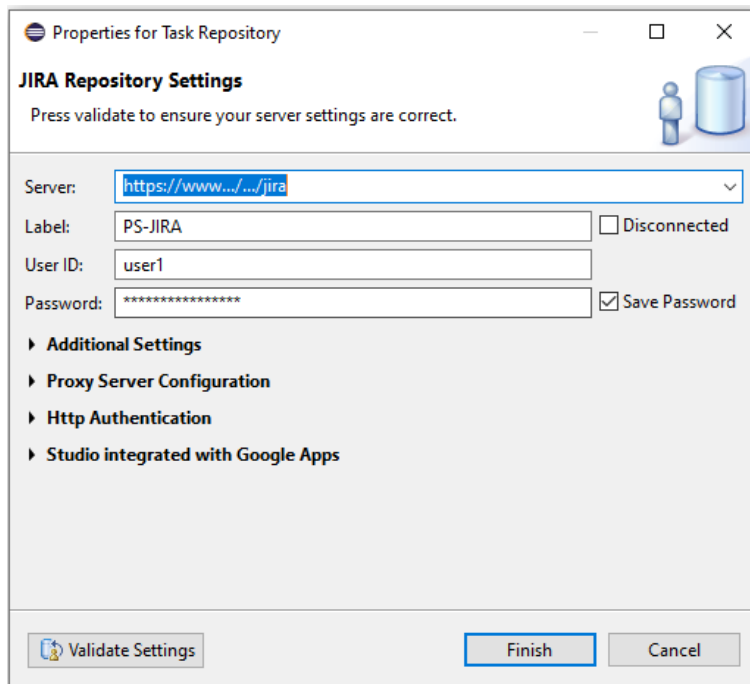 Properties for Task Repository
JIRA Repository Settings
Press validate to ensure your server settings are correct.
Server: https://www.../.../jira
Label: PS-JIRA Disconnected
User ID: user1
Password: **************** Save Password
Additional Settings
Proxy Server Configuration
Http Authentication
Studio integrated with Google Apps
Validate Settings Finish Cancel